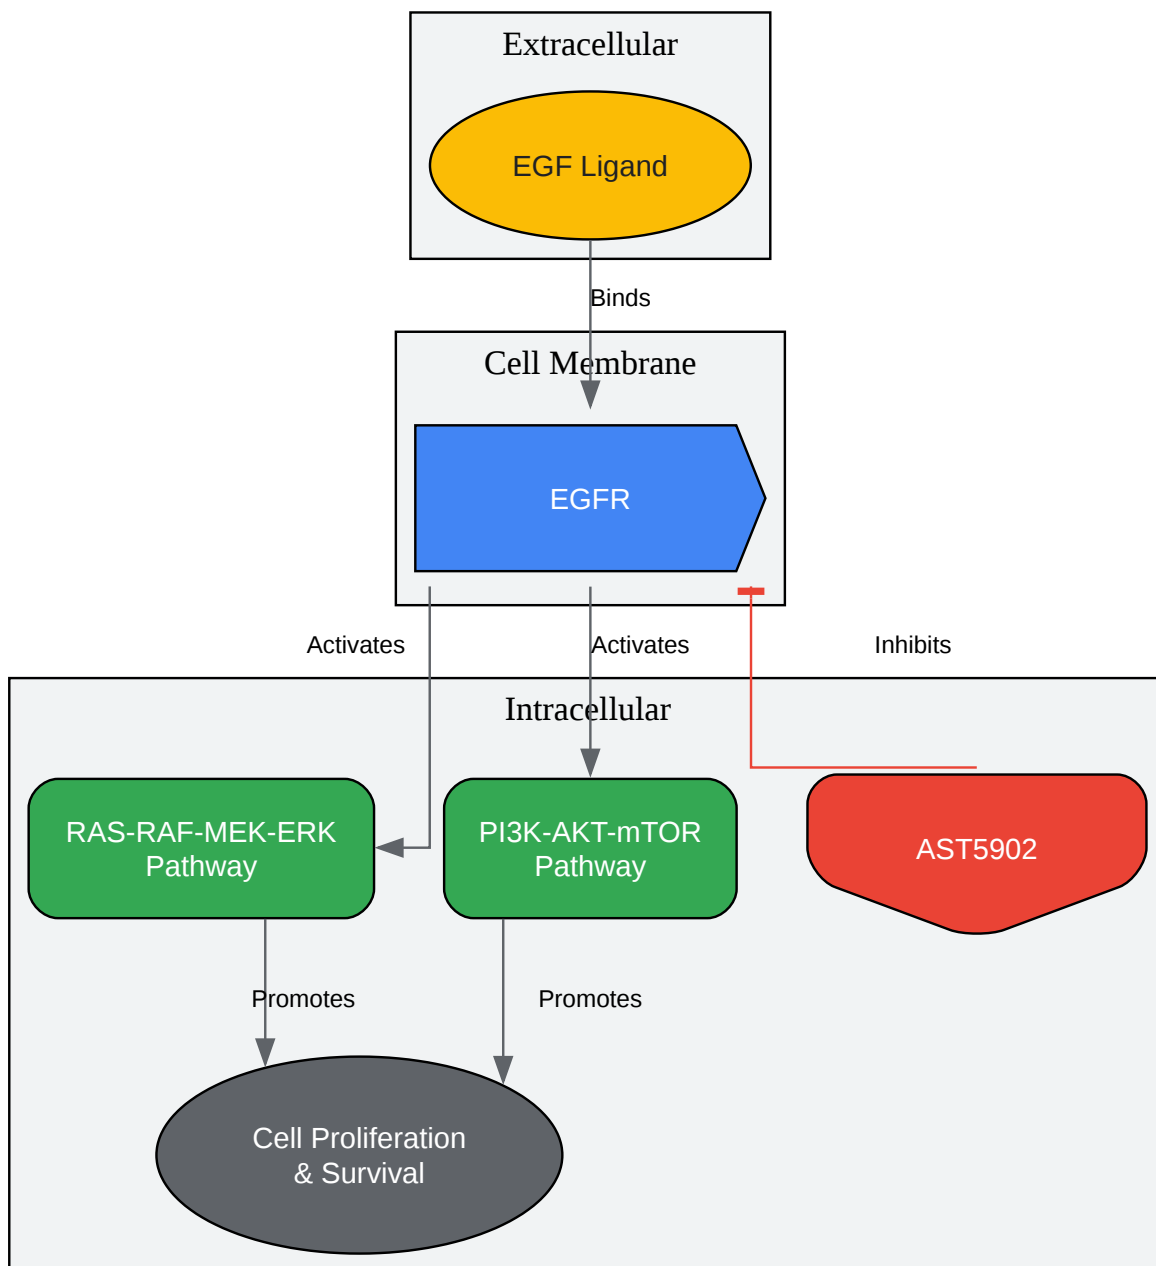 Extracellular
EGF Ligand
Binds
Cell Membrane
EGFR
Activates
Activates
Inhibits
Intracellular
RAS-RAF-MEK-ERK
Pathway
PI3K-AKT-mTOR
Pathway
AST5902
Promotes
Promotes
Cell Proliferation
& Survival